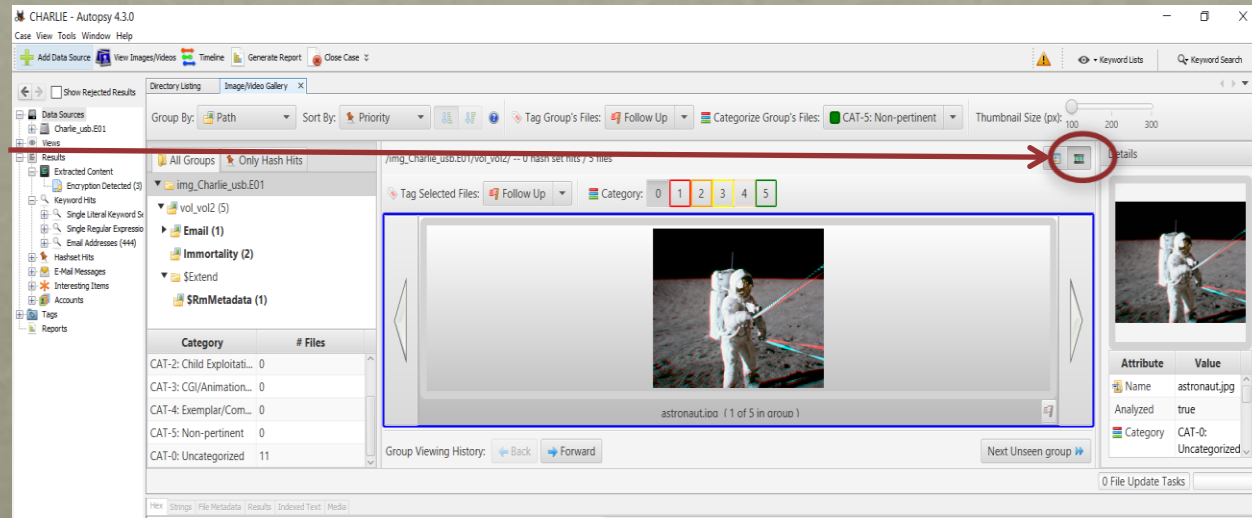 CHARLIE - Autopsy 4.3.0
Case View Tools Window Help
Add Data Source View Images/Videos Timeline Generate Report Close Case Keyword Lists Keyword Search
Show Rejected Results
Directory Listing Image/Video Gallery X
Data Sources
Charlie_usb.E01
Views
Results
Extracted Content
Encryption Detected (3)
Keyword Hits
Single Literal Keyword Se
Single Regular Expressio
Email Addresses (444)
Hashset Hits
E-Mail Messages
Interesting Items
Accounts
Tags
Reports
Group By: Path Sort By: Priority Tag Group's Files: Follow Up Categorize Group's Files: CAT-5: Non-pertinent Thumbnail Size (px): 100 200 300
All Groups Only Hash Hits
img_Charlie_usb.E01
vol_vol2 (5)
Email (1)
Immortality (2)
$Extend
$RmMetadata (1)
Category # Files
CAT-2: Child Exploitati... 0
CAT-3: CGI/Animation... 0
CAT-4: Exemplar/Com... 0
CAT-5: Non-pertinent 0
CAT-0: Uncategorized 11
/img_Charlie_usb.E01/vol_vol2/ -- 0 hash set hits / 5 files
Tag Selected Files: Follow Up Category: 0 1 2 3 4 5
astronaut.jpg ( 1 of 5 in group )
Group Viewing History: Back Forward Next Unseen group
Details
Attribute Value
Name astronaut.jpg
Analyzed true
Category CAT-0:
Uncategorized
0 File Update Tasks
Hex Strings File Metadata Results Indexed Text Media